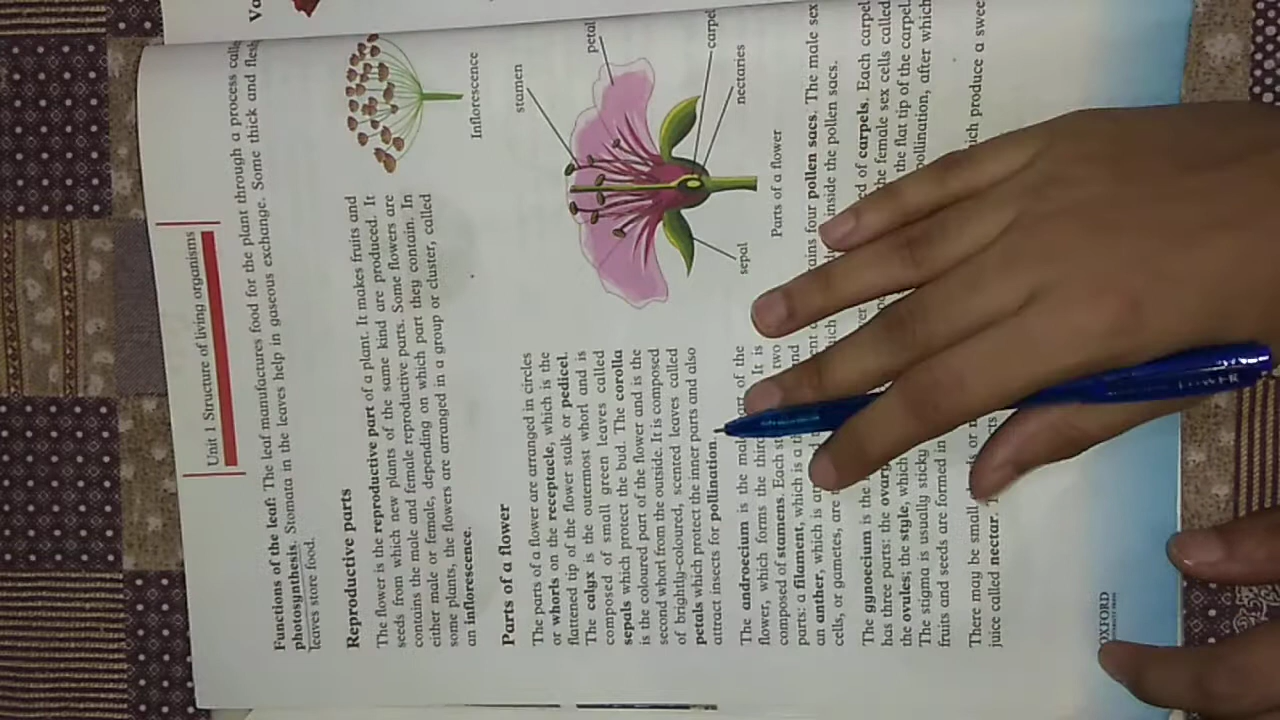 Unit 1 Structure of living organisms
Functions of the leaf: The leaf manufactures food for the plant through a process
photosynthesis. Stomata in the leaves help in gaseous exchange. Some thick and
leaves store food.
Reproductive parts
The flower is the reproductive part of a plant. It makes fruits and
seeds from which new plants of the same kind are produced. It
contains the male and female reproductive parts. Some flowers are
either male or female, depending on which part they contain. In
some plants, the flowers are arranged in a group or cluster, called
an inflorescence.
Inflorescence
Parts of a flower
The parts of a flower are arranged in circles
or whorls on the receptacle, which is the
flattened tip of the flower stalk or pedicel.
The calyx is the outermost whorl and is
composed of small green leaves called
sepals which protect the bud. The corolla
is the coloured part of the flower and is the
second whorl from the outside. It is composed
of brightly-coloured, scented leaves called
petals which protect the inner parts and also
attract insects for pollination.
stamen
petal
carpel
nectaries
sepal
Parts of a flower
The androecium is the of the
flower, which forms the It is
composed of stamens. Each two
parts: a filament, which is a and
an anther, which is four pollen sacs. The male sex
cells, or gametes, are inside the pollen sacs.
The gynoecium is the of carpels. Each carpel
has three parts: the the female sex cells called
the ovules; the style, which the flat tip of the carpel.
The stigma is usually sticky pollination, after which
fruits and seeds are formed in
There may be small produce a
juice called nectar.
OXFORD